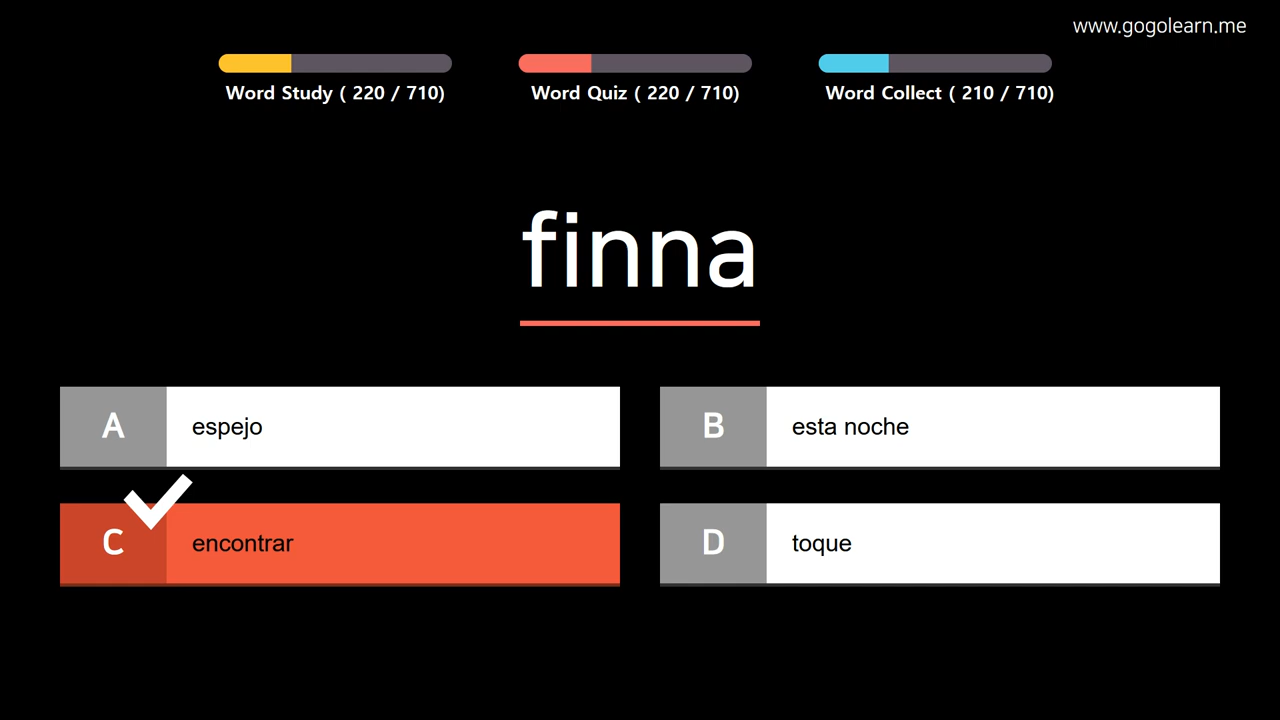 www.gogolearn.me
Word Study ( 220 / 710)
Word Quiz ( 220 / 710)
Word Collect ( 210 / 710)
finna
A espejo
B esta noche
C encontrar
D toque